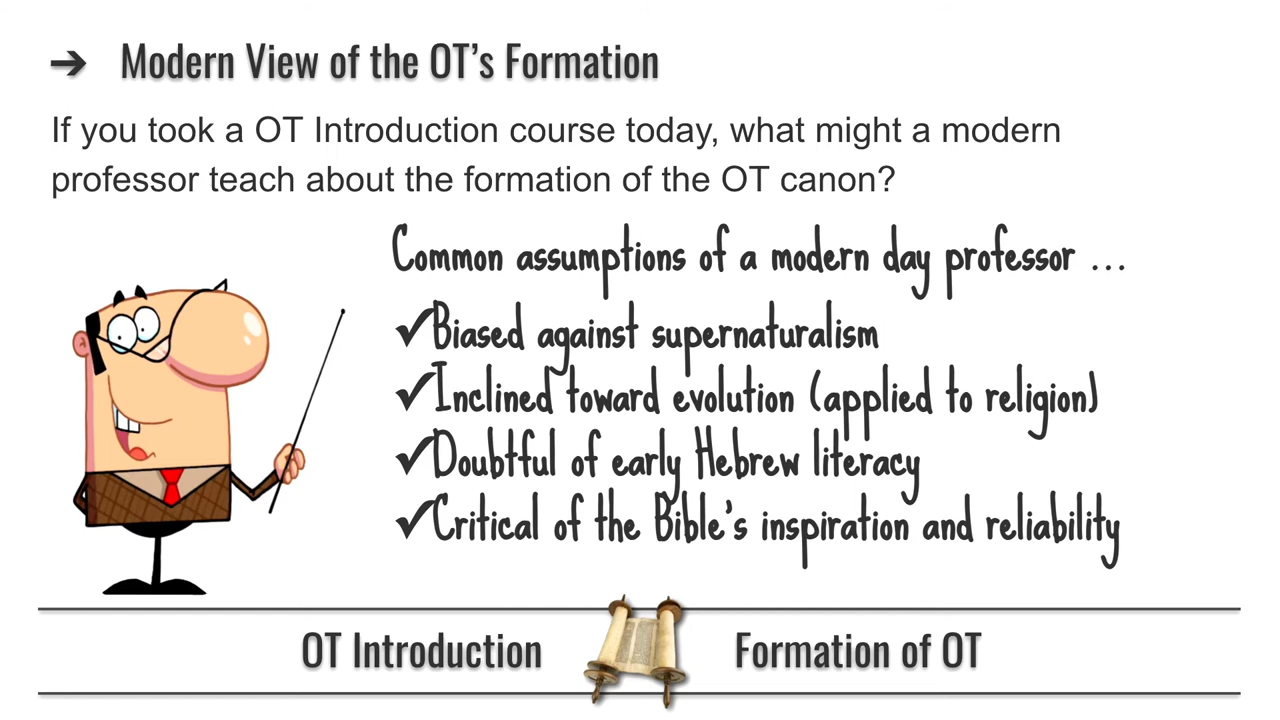 ➔ Modern View of the OT’s Formation
If you took a OT Introduction course today, what might a modern
professor teach about the formation of the OT canon?
Common assumptions of a modern day professor ...
✓Biased against supernaturalism
✓Inclined toward evolution (applied to religion)
✓Doubtful of early Hebrew literacy
✓Critical of the Bible's inspiration and reliability
OT Introduction
Formation of OT